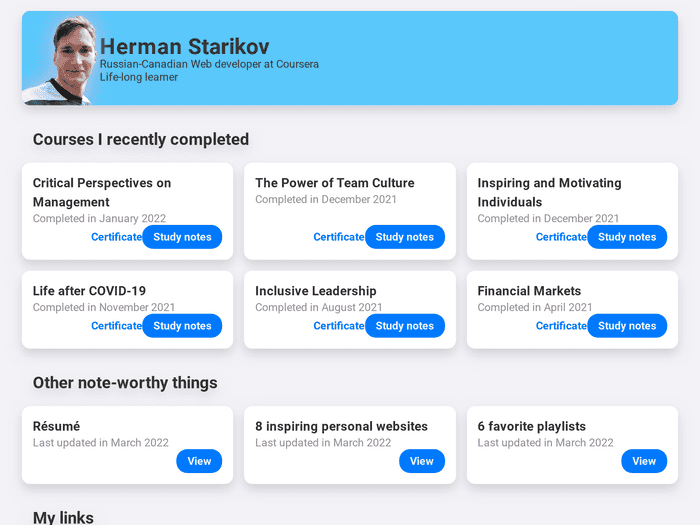 Herman Starikov
Russian-Canadian Web developer at Coursera
Life-long learner
Courses I recently completed
Critical Perspectives on
Management
Completed in January 2022
Certificate Study notes
The Power of Team Culture
Completed in December 2021
Certificate Study notes
Inspiring and Motivating
Individuals
Completed in December 2021
Certificate Study notes
Life after COVID-19
Completed in November 2021
Certificate Study notes
Inclusive Leadership
Completed in August 2021
Certificate Study notes
Financial Markets
Completed in April 2021
Certificate Study notes
Other note-worthy things
Résumé
Last updated in March 2022
View
8 inspiring personal websites
Last updated in March 2022
View
6 favorite playlists
Last updated in March 2022
View
My links